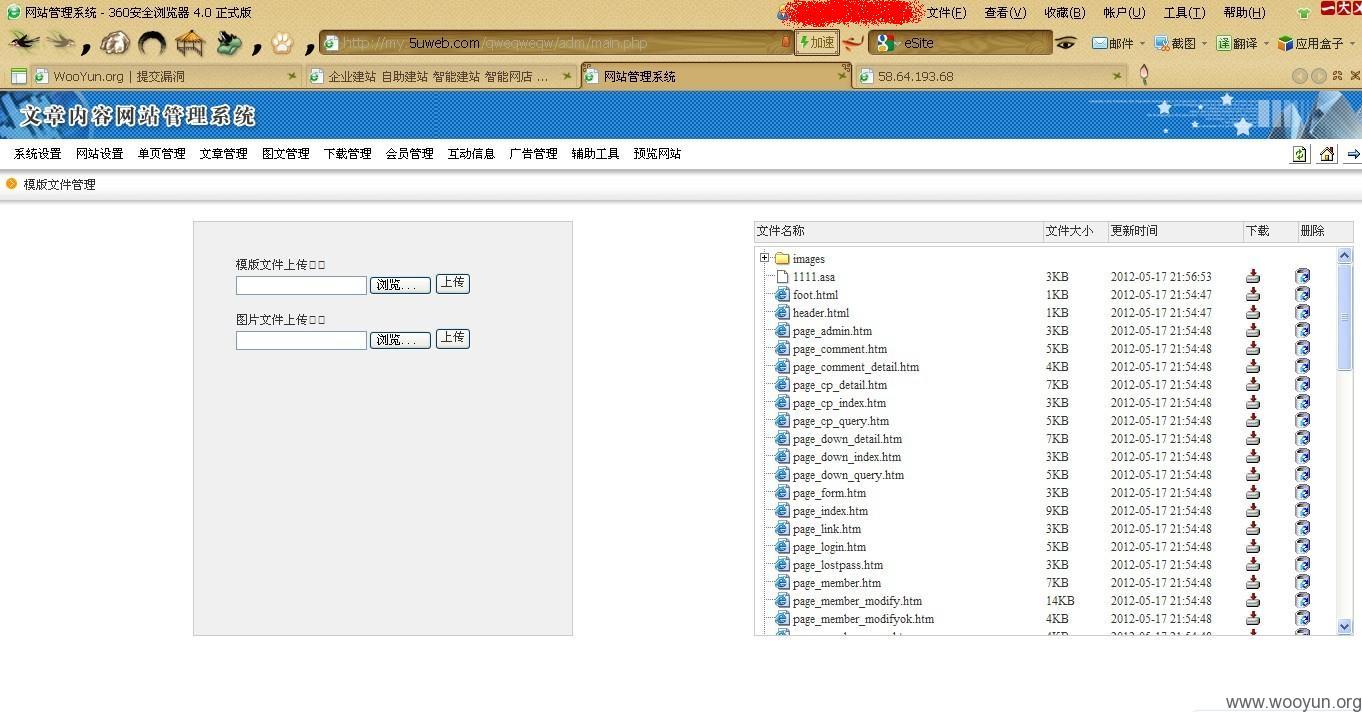 网站管理系统 - 360安全浏览器 4.0 正式版
文件(F) 查看(V) 收藏(B) 帐户(U) 工具(T) 帮助(H)
http://my.5uweb.com/qweqweqw/adm/main.php 加速 eSite 邮件 截图 翻译 应用盒子
WooYun.org | 提交漏洞 企业建站 自助建站 智能建站 智能网店 ... 网站管理系统 58.64.193.68
文章内容网站管理系统
系统设置 网站设置 单页管理 文章管理 图文管理 下载管理 会员管理 互动信息 广告管理 辅助工具 预览网站
模版文件管理
模版文件上传
浏览... 上传
图片文件上传
浏览... 上传
文件名称 文件大小 更新时间 下载 删除
images
1111.asa 3KB 2012-05-17 21:56:53
foot.html 1KB 2012-05-17 21:54:47
header.html 1KB 2012-05-17 21:54:47
page_admin.htm 3KB 2012-05-17 21:54:48
page_comment.htm 5KB 2012-05-17 21:54:48
page_comment_detail.htm 4KB 2012-05-17 21:54:48
page_cp_detail.htm 7KB 2012-05-17 21:54:48
page_cp_index.htm 3KB 2012-05-17 21:54:48
page_cp_query.htm 5KB 2012-05-17 21:54:48
page_down_detail.htm 7KB 2012-05-17 21:54:48
page_down_index.htm 3KB 2012-05-17 21:54:48
page_down_query.htm 5KB 2012-05-17 21:54:48
page_form.htm 3KB 2012-05-17 21:54:48
page_index.htm 9KB 2012-05-17 21:54:48
page_link.htm 3KB 2012-05-17 21:54:48
page_login.htm 5KB 2012-05-17 21:54:48
page_lostpass.htm 3KB 2012-05-17 21:54:48
page_member.htm 7KB 2012-05-17 21:54:48
page_member_modify.htm 14KB 2012-05-17 21:54:48
page_member_modifyok.htm 4KB 2012-05-17 21:54:48
www.wooyun.org